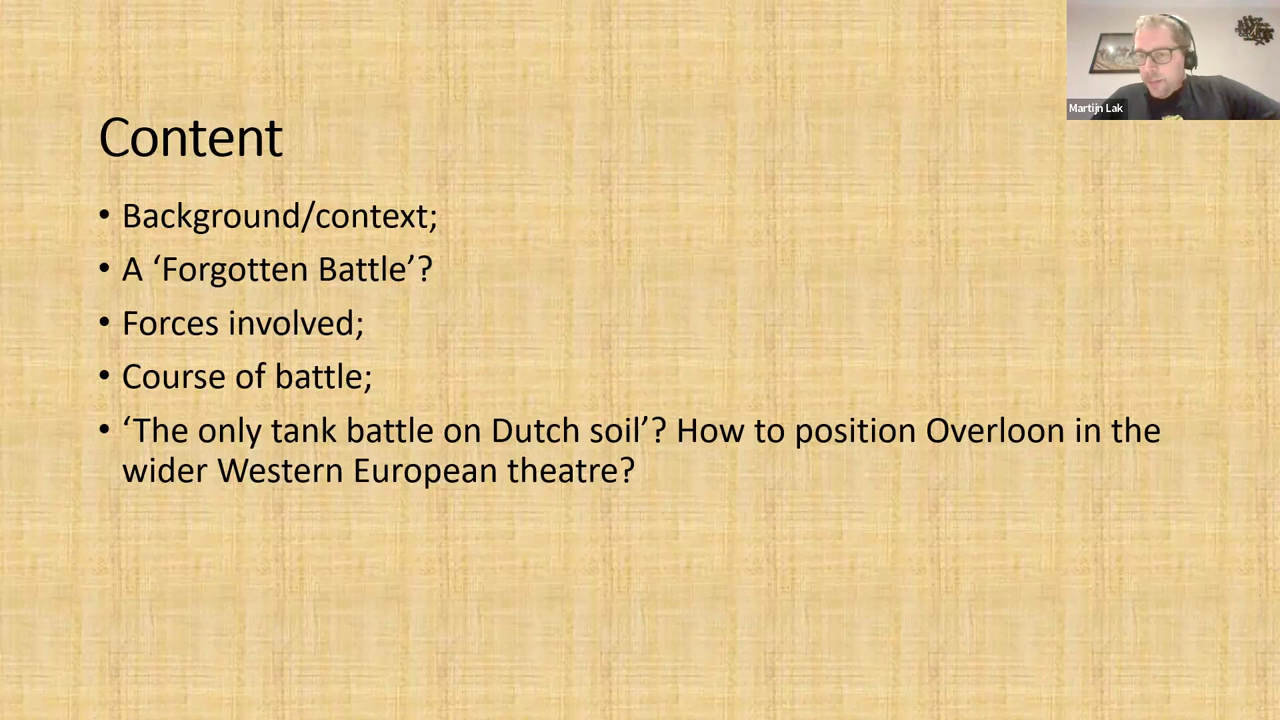 Martijn Lak
Content
• Background/context;
• A ‘Forgotten Battle’?
• Forces involved;
• Course of battle;
• ‘The only tank battle on Dutch soil’? How to position Overloon in the
wider Western European theatre?